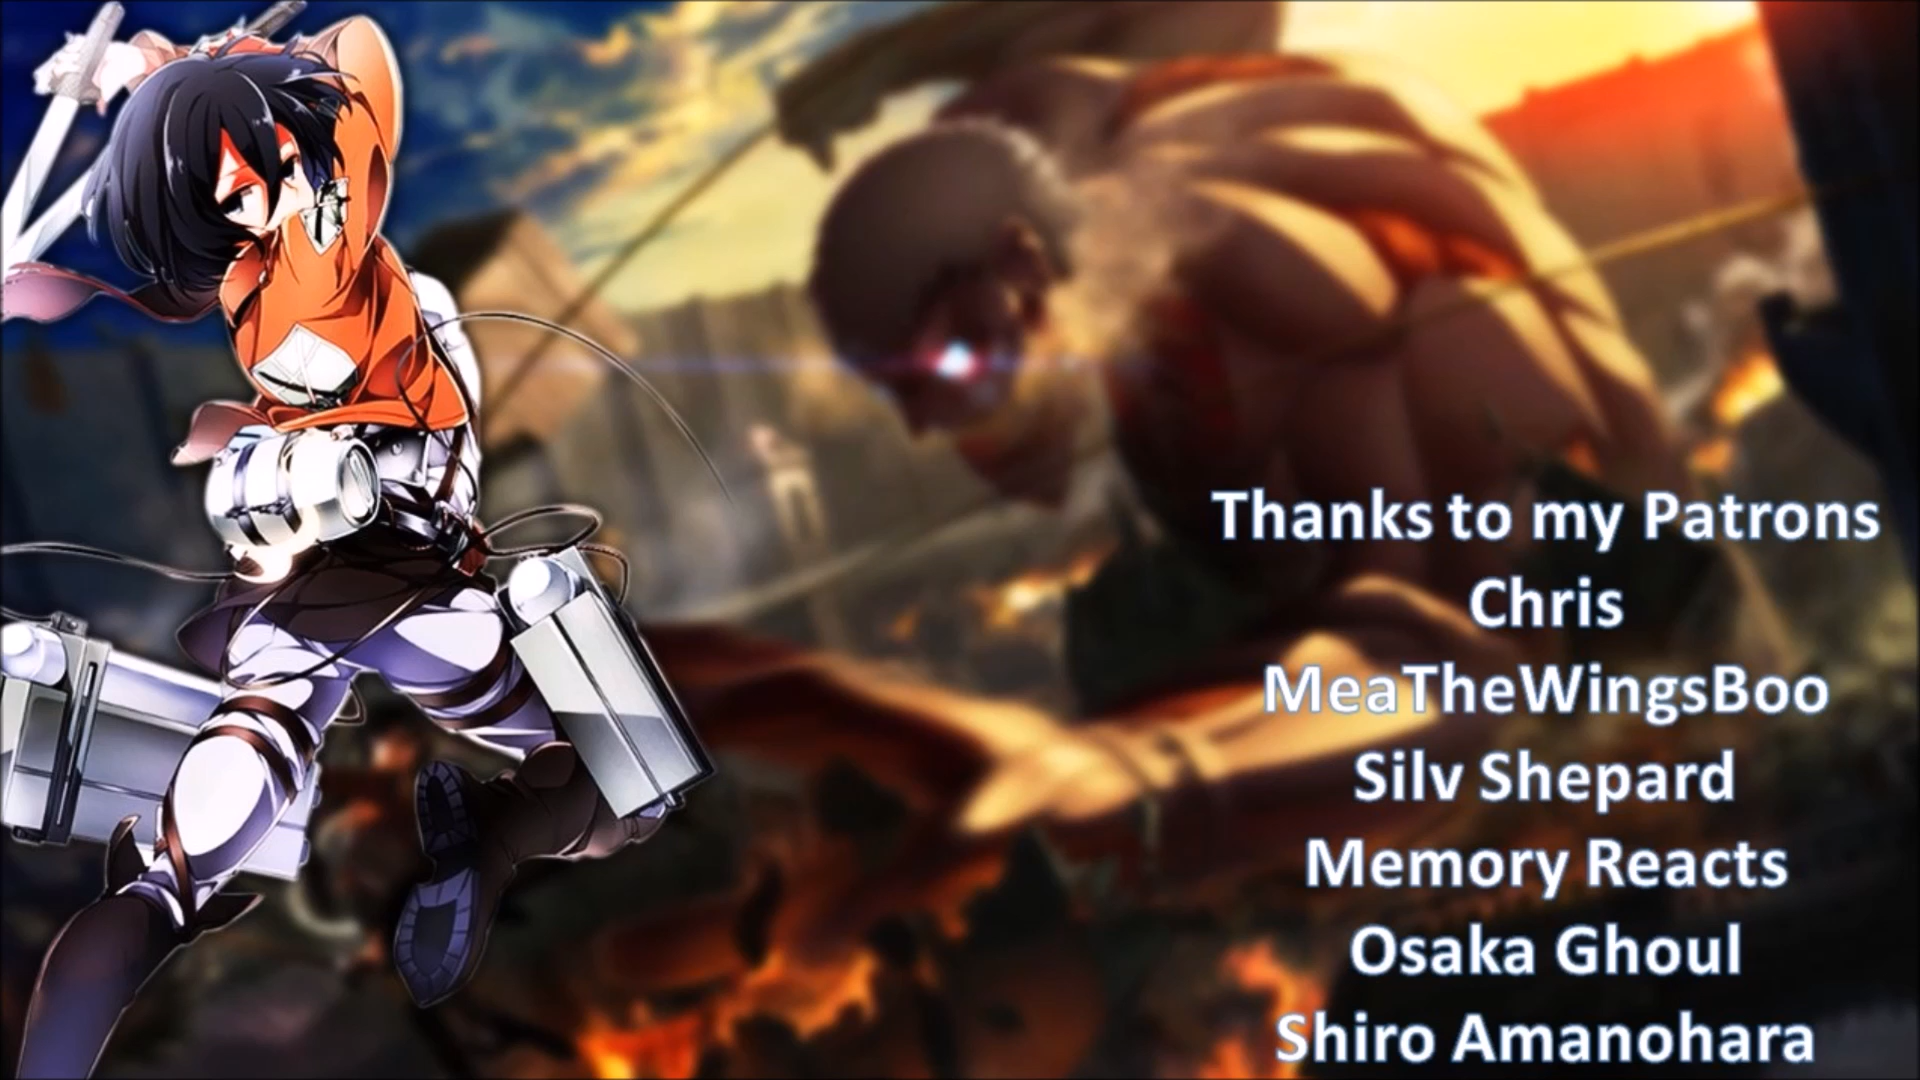 Thanks to my Patrons
Chris
MeaTheWingsBoo
Silv Shepard
Memory Reacts
Osaka Ghoul
Shiro Amanohara